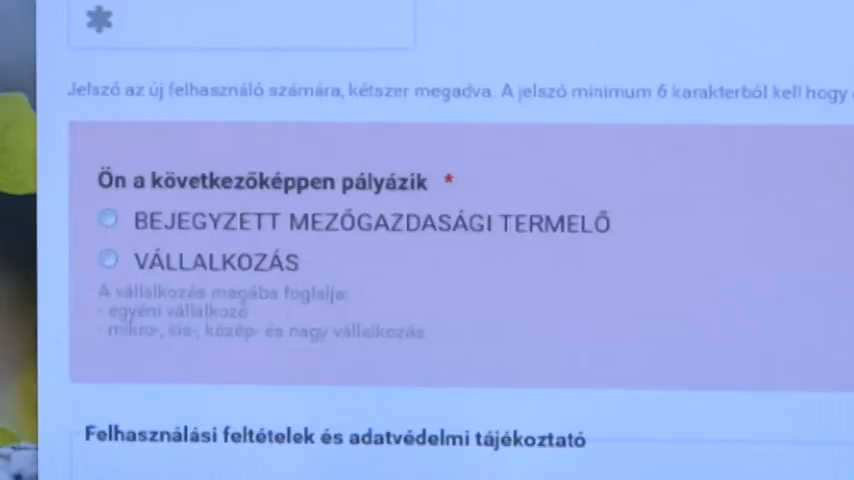 Jelszó az új felhasználó számára, kétszer megadva. A jelszó minimum 6 karakterból kell hogy
Ön a következőképpen pályázik *
BEJEGYZETT MEZŐGAZDASÁGI TERMELŐ
VÁLLALKOZÁS
A vállalkozás magába foglalja:
- egyéni vállalkozó
- mikro-, kis-, közép- és nagy vállalkozás
Felhasználási feltételek és adatvédelmi tájékoztató